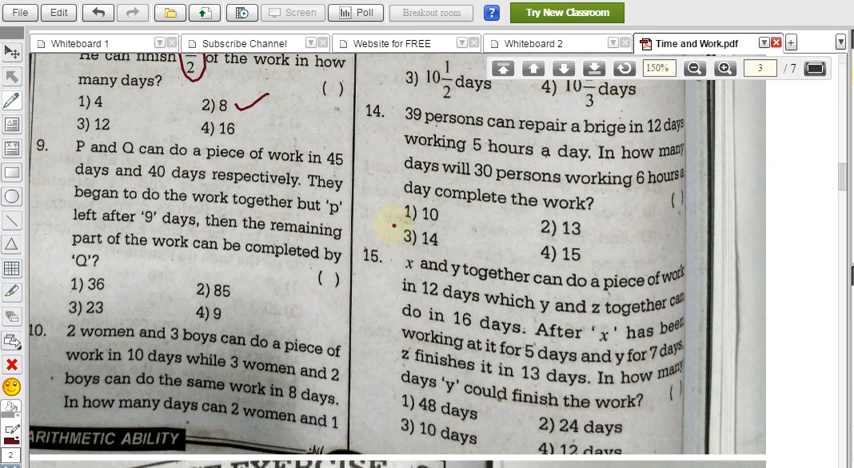 File Edit Screen Poll Breakout room ? Try New Classroom
Whiteboard 1 Subscribe Channel Website for FREE Whiteboard 2 Time and Work.pdf
150% 3 / 7
He can finish 2 of the work in how
many days? ( )
1) 4 2) 8
3) 12 4) 16
9. P and Q can do a piece of work in 45
days and 40 days respectively. They
began to do the work together but 'p'
left after '9' days, then the remaining
part of the work can be completed by
'Q'? ( )
1) 36 2) 85
3) 23 4) 9
10. 2 women and 3 boys can do a piece of
work in 10 days while 3 women and 2
boys can do the same work in 8 days.
In how many days can 2 women and 1
ARITHMETIC ABILITY
3) 10 1/2 days 4) 10 /3 days
14. 39 persons can repair a brige in 12 days
working 5 hours a day. In how many
days will 30 persons working 6 hours a
day complete the work? ( )
1) 10 2) 13
3) 14 4) 15
15. x and y together can do a piece of work
in 12 days which y and z together can
do in 16 days. After 'x' has been
working at it for 5 days and y for 7 days,
z finishes it in 13 days. In how many
days 'y' could finish the work? ( )
1) 48 days 2) 24 days
3) 10 days 4) 12 days
EXERCISE
2